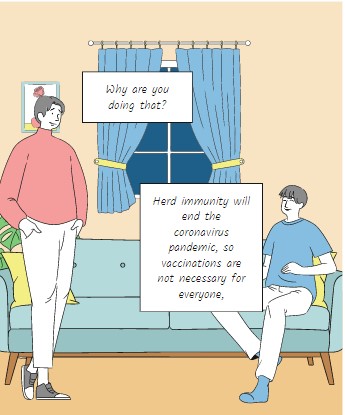 Why are you
doing that?
Herd immunity will
end the
coronavirus
pandemic, so
vaccinations are
not necessary for
everyone,